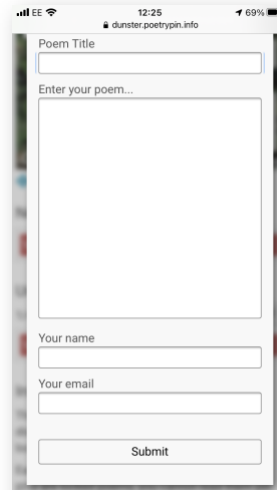 EE 12:25 69%
dunster.poetrypin.info
Poem Title
Enter your poem...
Your name
Your email
Submit